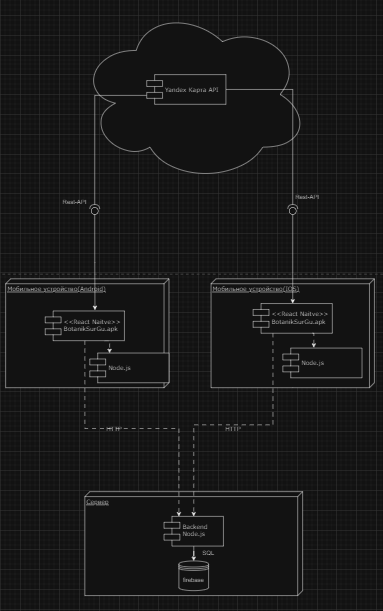 Yandex Карта API
Rest-API
Rest-API
Мобильное устройство(Android)
Мобильное устройство(IOS)
<<React Naitve>>
BotanikSurGu.apk
<<React Naitve>>
BotanikSurGu.apk
Node.js
Node.js
HTTP
HTTP
Сервер
Backend
Node.js
SQL
firebase